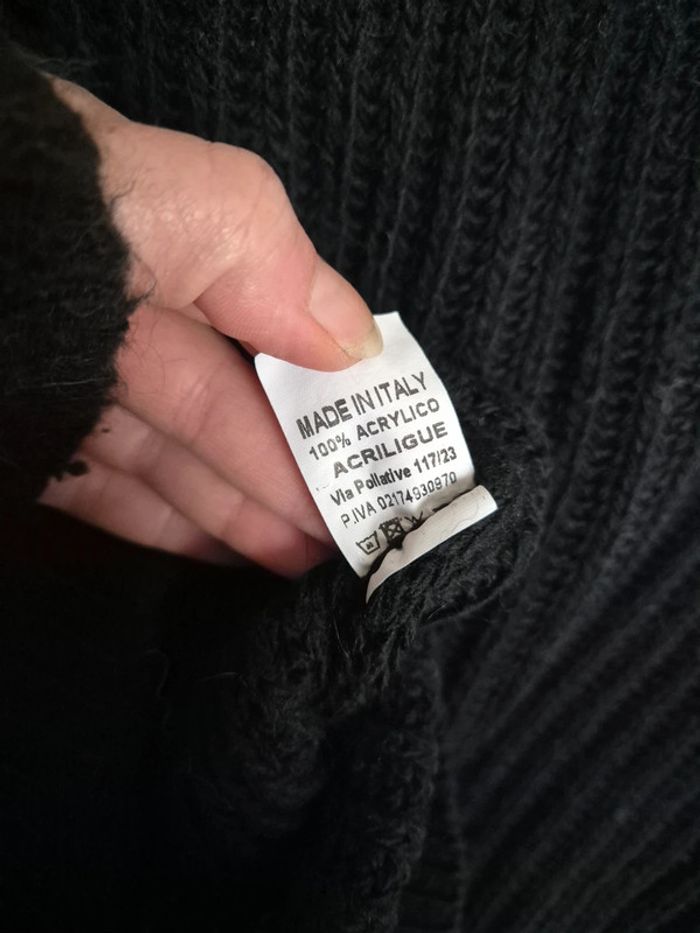 MADE IN ITALY
100% ACRYLICO
ACRILIGUE
Via Pollative 117/23
P.IVA 02174930970